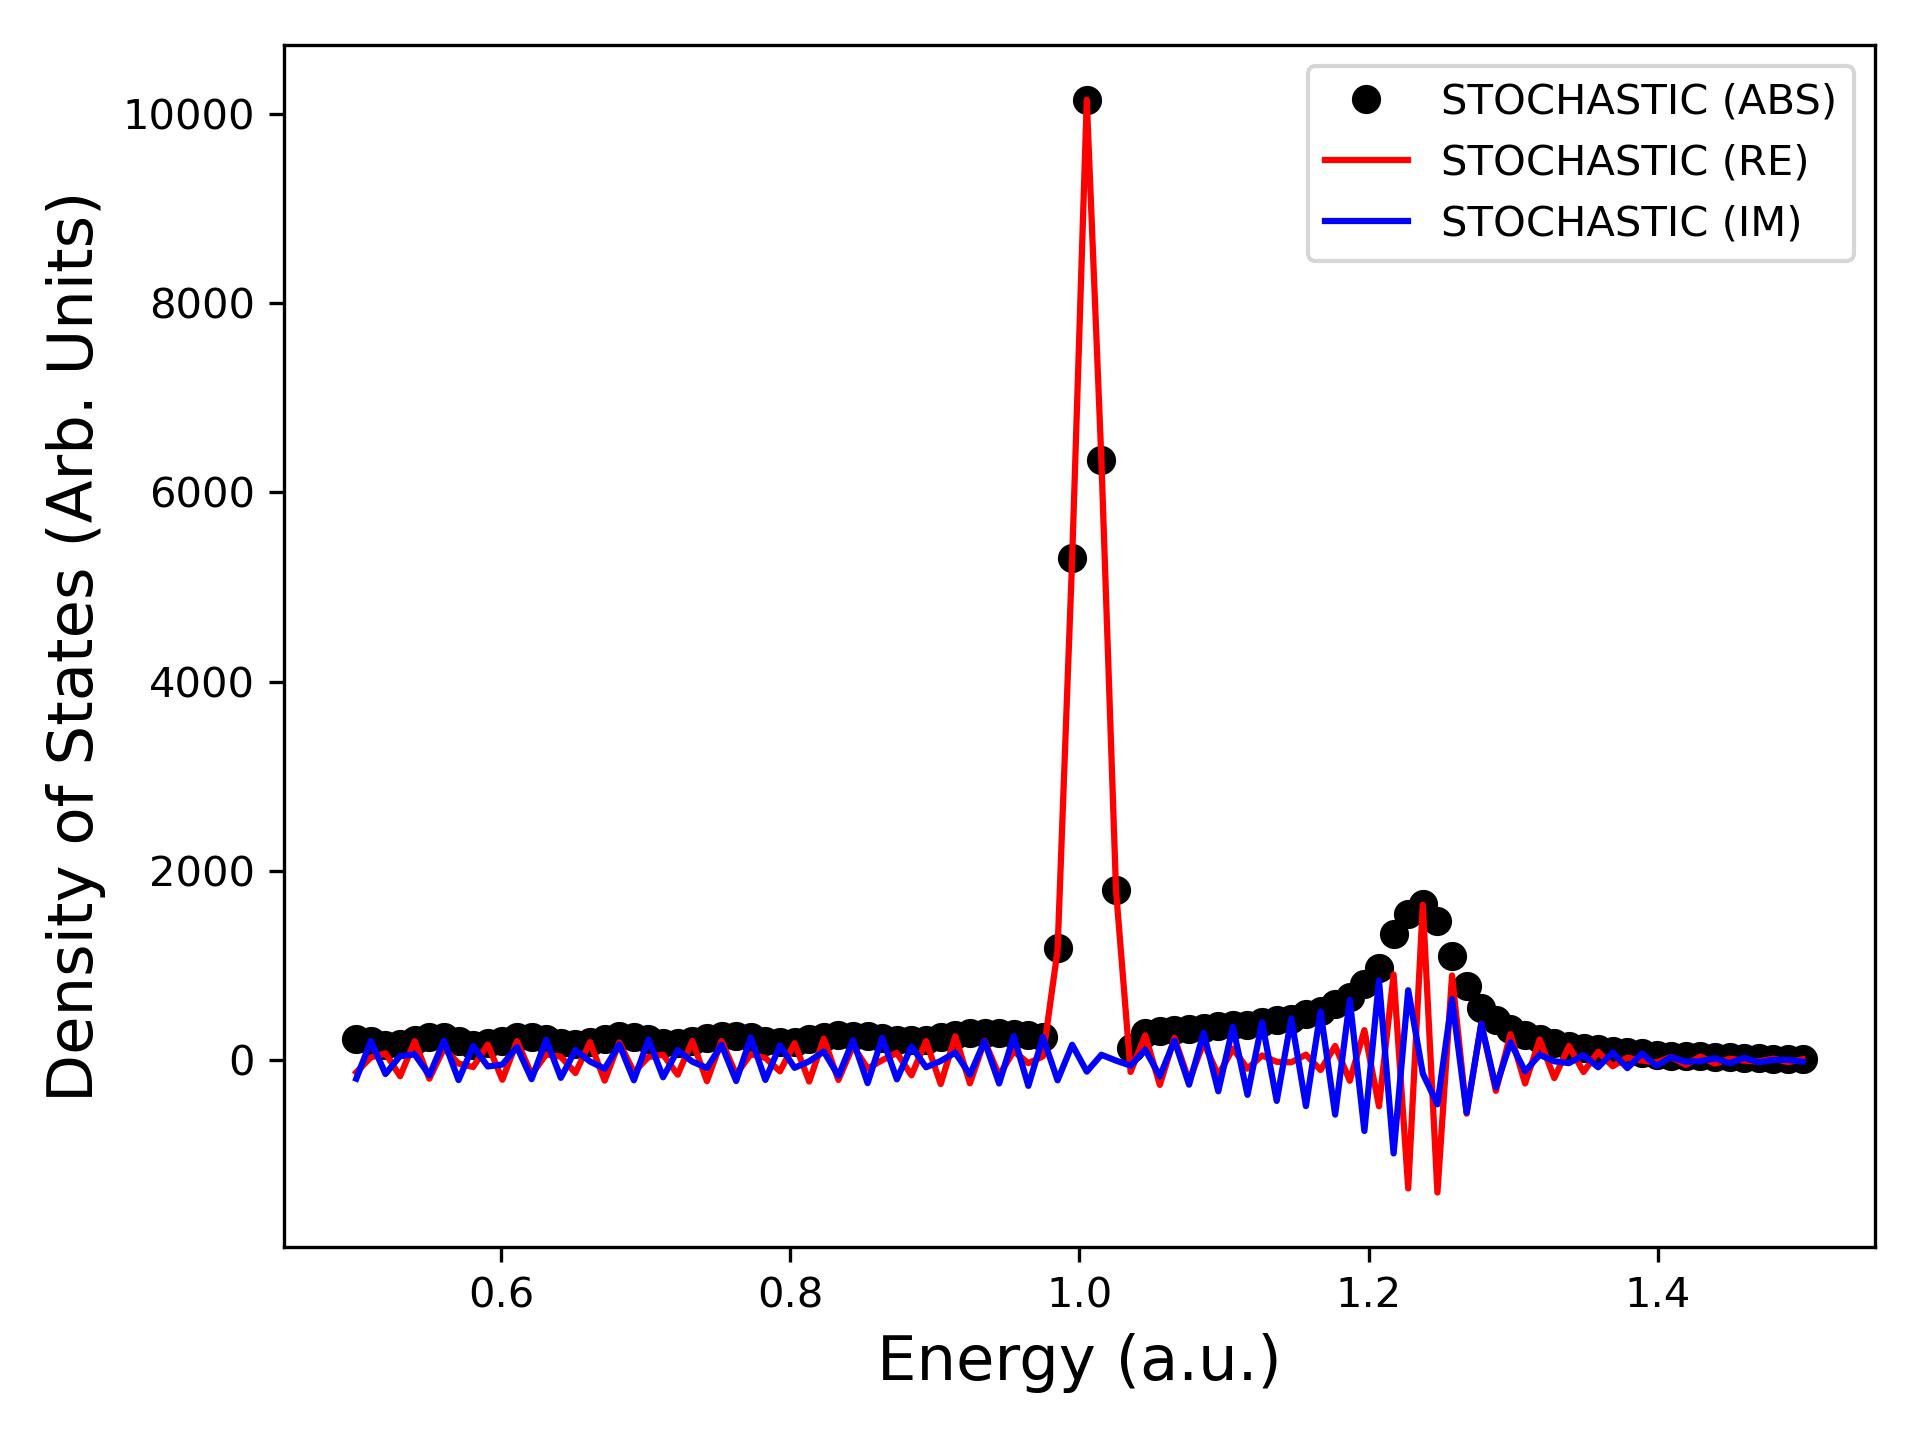 STOCHASTIC (ABS)
STOCHASTIC (RE)
STOCHASTIC (IM)
Density of States (Arb. Units)
10000
8000
6000
4000
2000
0
0.6 0.8 1.0 1.2 1.4
Energy (a.u.)